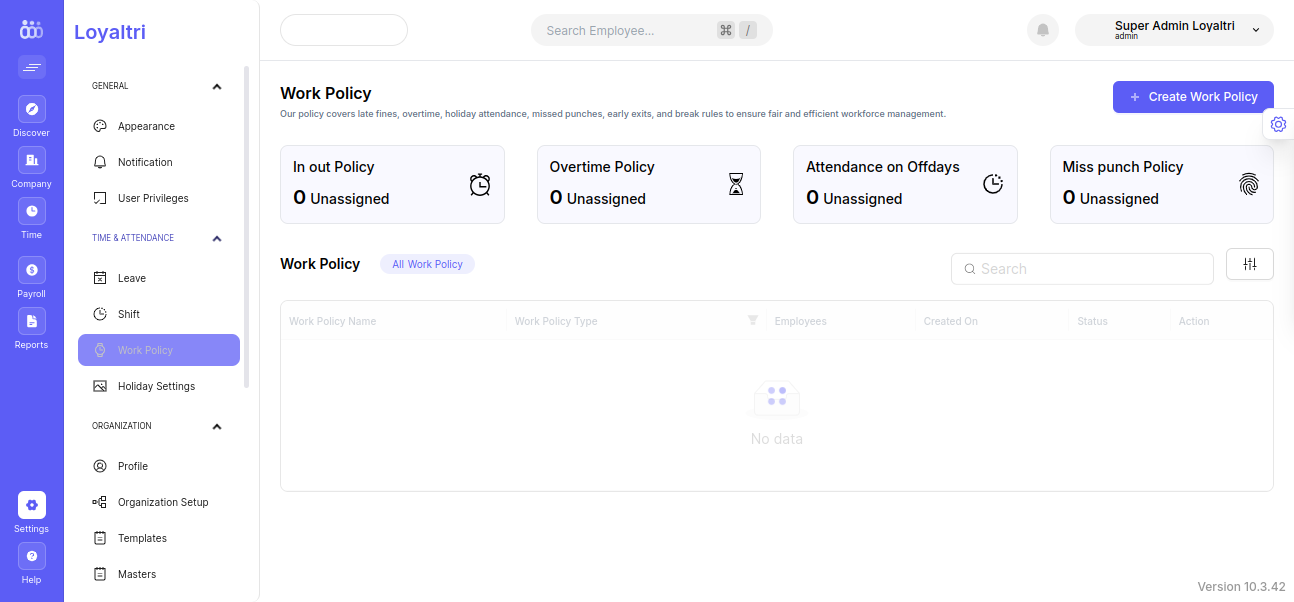 Loyaltri
Search Employee...
⌘ /
Super Admin Loyaltri
admin
Discover
Company
Time
Payroll
Reports
Settings
Help
GENERAL
Appearance
Notification
User Privileges
TIME & ATTENDANCE
Leave
Shift
Work Policy
Holiday Settings
ORGANIZATION
Profile
Organization Setup
Templates
Masters
Work Policy
Our policy covers late fines, overtime, holiday attendance, missed punches, early exits, and break rules to ensure fair and efficient workforce management.
+ Create Work Policy
In out Policy
0 Unassigned
Overtime Policy
0 Unassigned
Attendance on Offdays
0 Unassigned
Miss punch Policy
0 Unassigned
Work Policy
All Work Policy
Search
Work Policy Name Work Policy Type Employees Created On Status Action
No data
Version 10.3.42